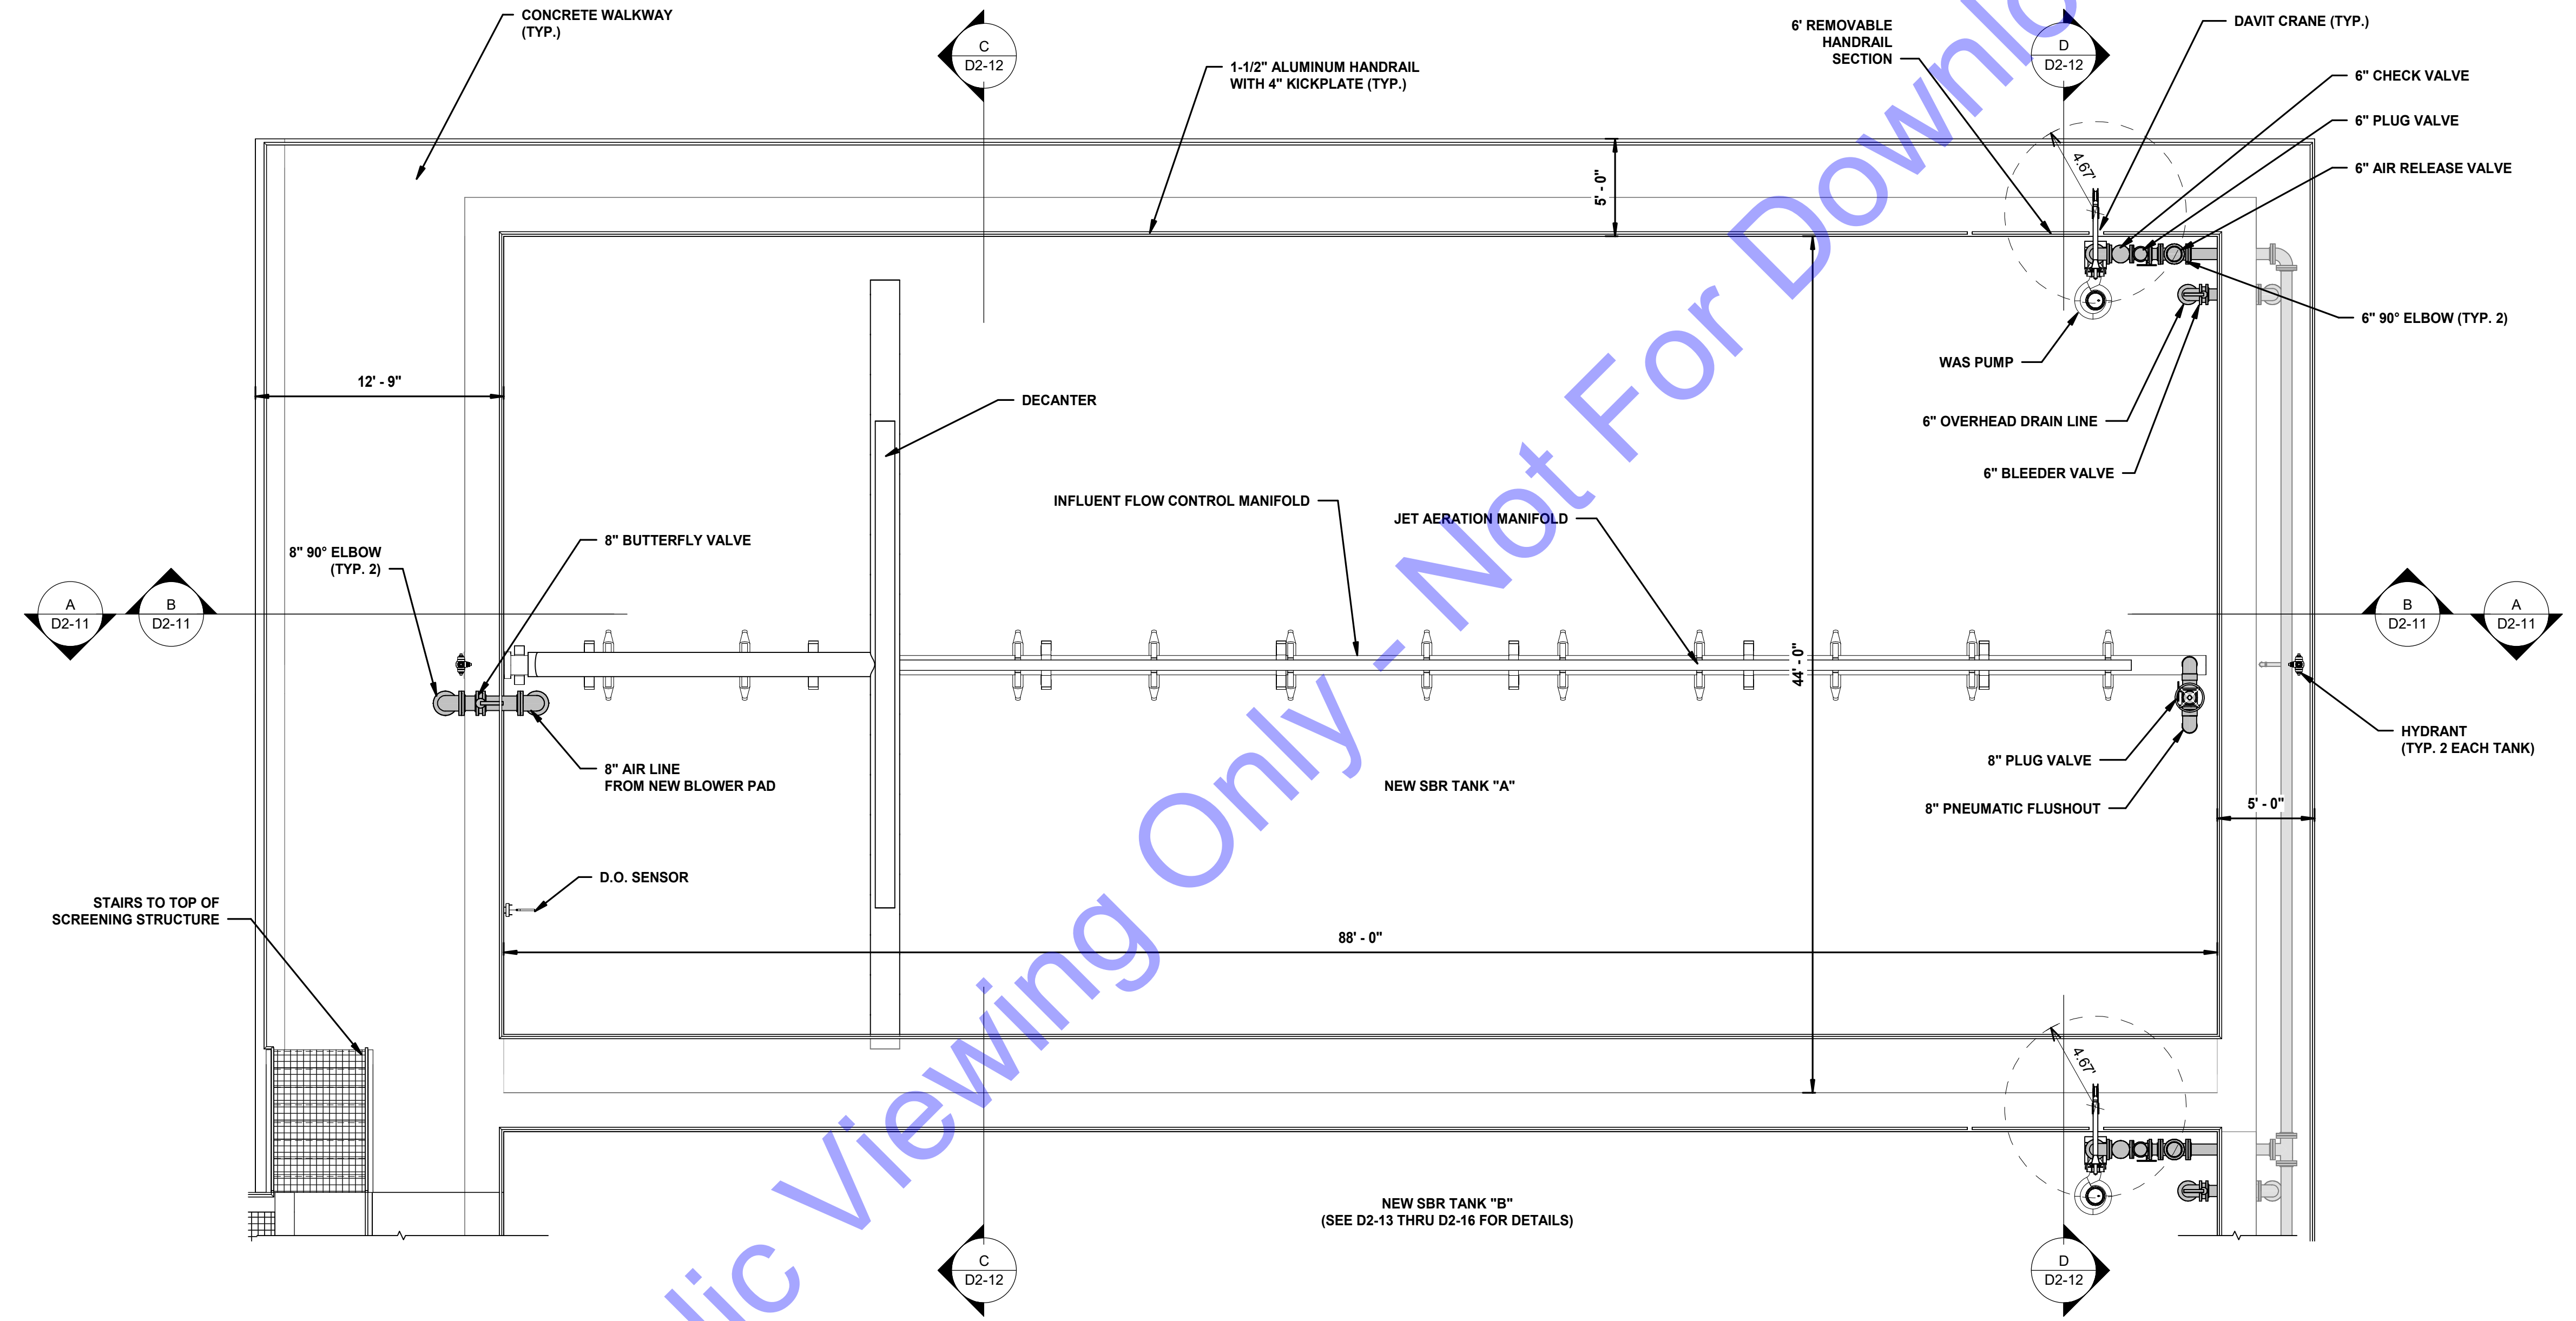 CONCRETE WALKWAY
(TYP.)
C
D2-12
1-1/2" ALUMINUM HANDRAIL
WITH 4" KICKPLATE (TYP.)
6' REMOVABLE
HANDRAIL
SECTION
D
D2-12
DAVIT CRANE (TYP.)
6" CHECK VALVE
6" PLUG VALVE
6" AIR RELEASE VALVE
4.67'
5' - 0"
6" 90° ELBOW (TYP. 2)
WAS PUMP
12' - 9"
DECANTER
6" OVERHEAD DRAIN LINE
6" BLEEDER VALVE
INFLUENT FLOW CONTROL MANIFOLD
JET AERATION MANIFOLD
8" 90° ELBOW
(TYP. 2)
8" BUTTERFLY VALVE
A
D2-11
B
D2-11
B
D2-11
A
D2-11
44' - 0"
HYDRANT
(TYP. 2 EACH TANK)
8" PLUG VALVE
8" AIR LINE
FROM NEW BLOWER PAD
NEW SBR TANK "A"
8" PNEUMATIC FLUSHOUT
5' - 0"
D.O. SENSOR
STAIRS TO TOP OF
SCREENING STRUCTURE
88' - 0"
4.67'
NEW SBR TANK "B"
(SEE D2-13 THRU D2-16 FOR DETAILS)
C
D2-12
D
D2-12
lic Viewing Only - Not For Downlo